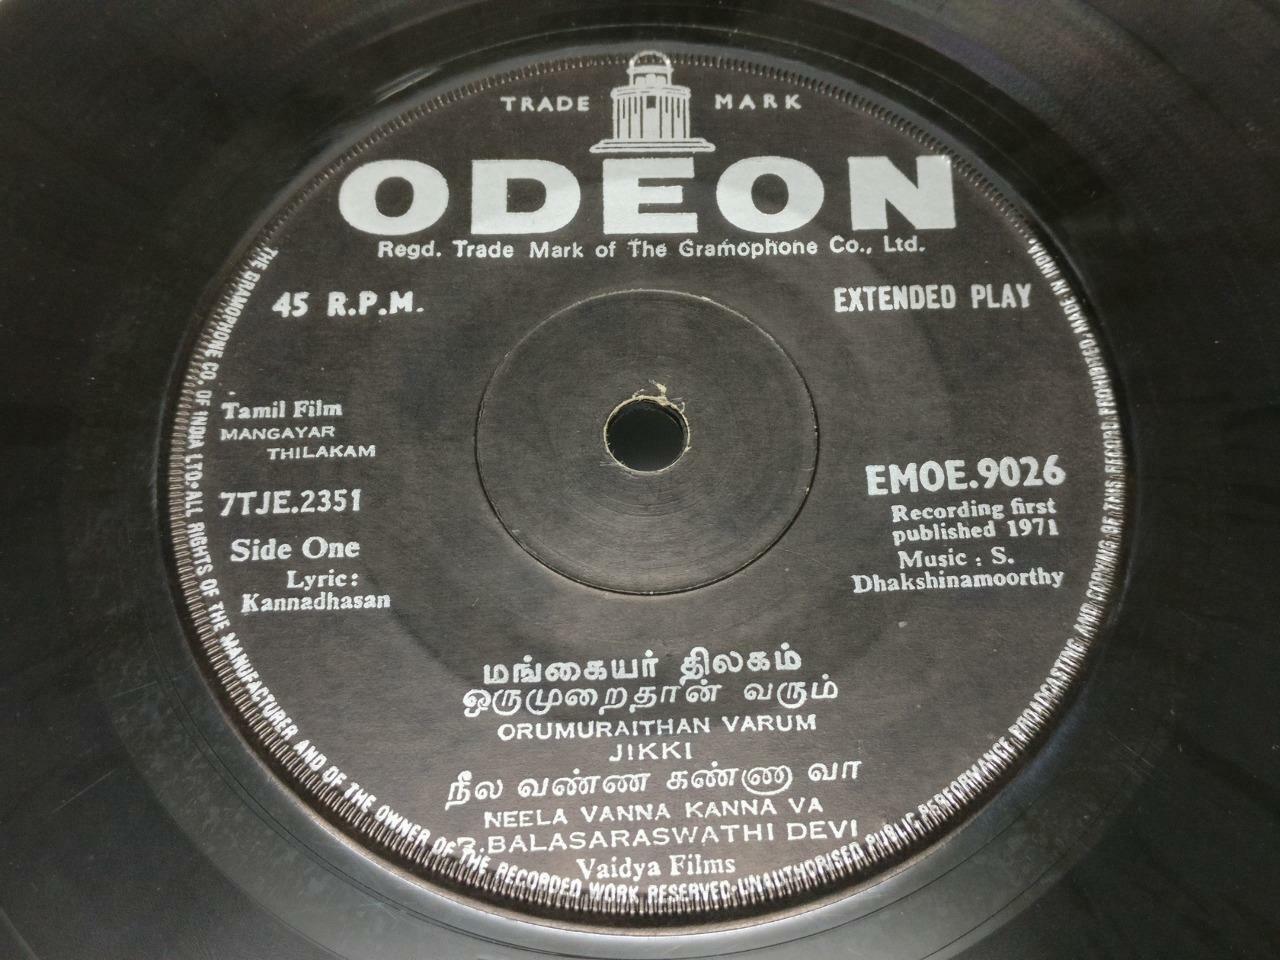 TRADE MARK
ODEON
Regd. Trade Mark of The Gramophone Co., Ltd.
45 R.P.M.
EXTENDED PLAY
Tamil Film
MANGAYAR
THILAKAM
7TJE.2351
Side One
Lyric:
Kannadhasan
EMOE.9026
Recording first
published 1971
Music : S.
Dhakshinamoorthy
மங்கையர் திலகம்
ஒருமுறைதான் வரும்
ORUMURAITHAN VARUM
JIKKI
நீல வண்ண கண்ணு வா
NEELA VANNA KANNA VA
R.BALASARASWATHI DEVI
Vaidya Films
THE GRAMOPHONE CO. OF INDIA LTD. ALL RIGHTS OF THE MANUFACTURER AND OF THE OWNER OF THE RECORDED WORK RESERVED. UNAUTHORISED PUBLIC PERFORMANCE BROADCASTING AND COPYING OF THIS RECORD PROHIBITED. MADE IN INDIA.